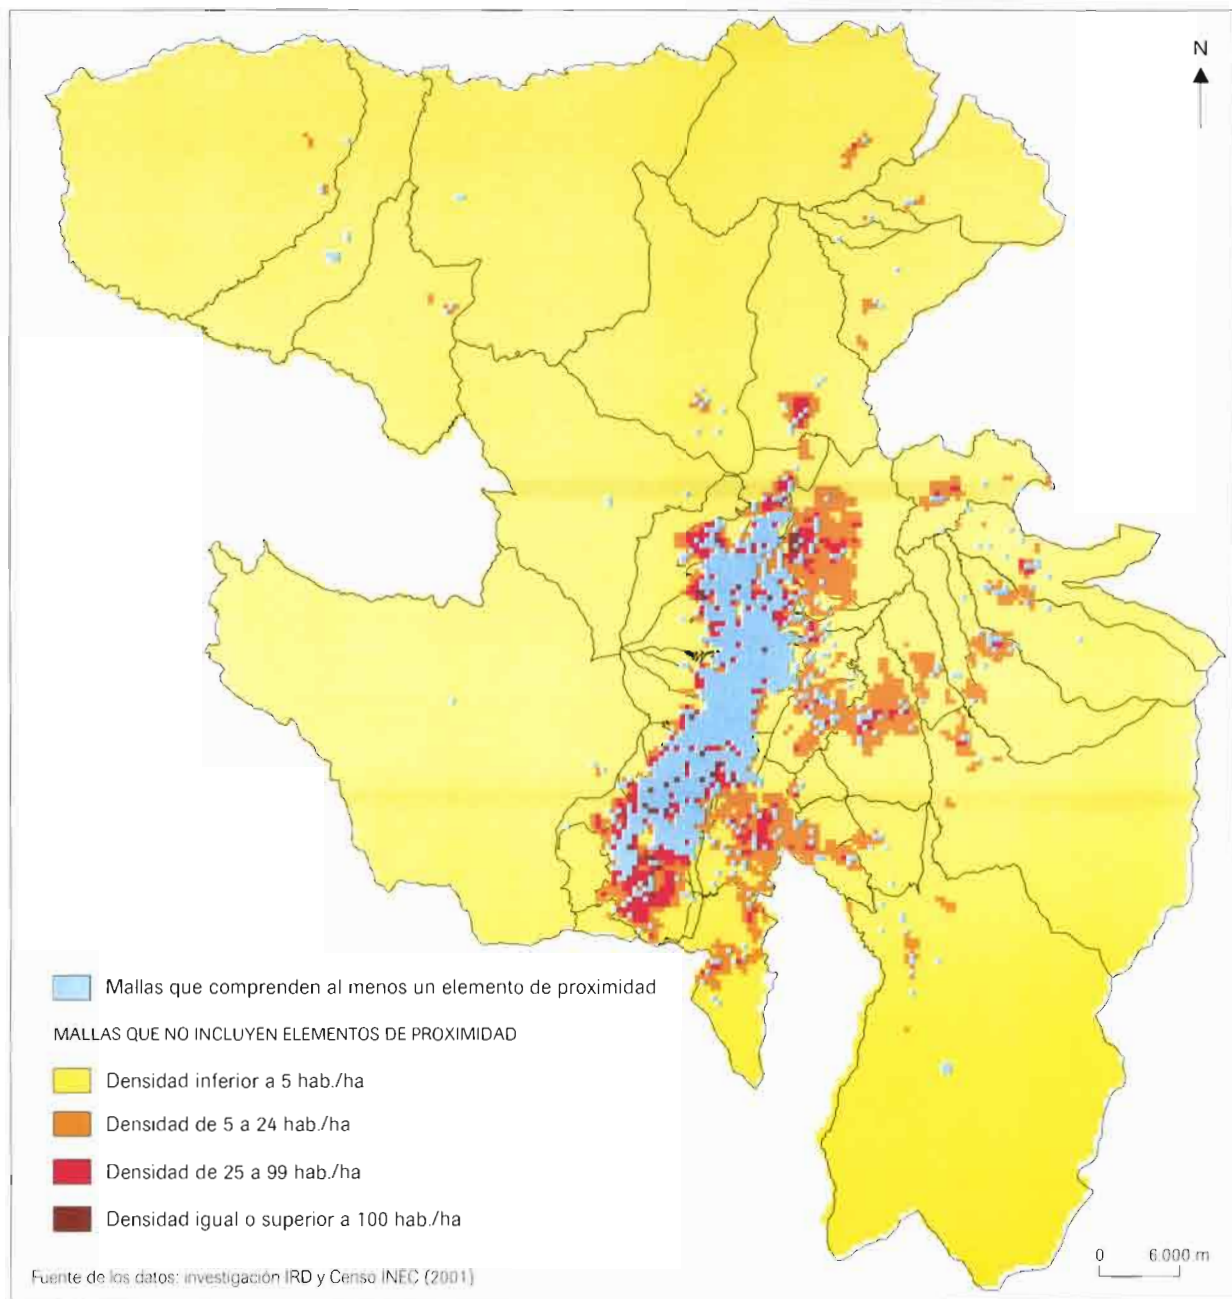 N
Mallas que comprenden al menos un elemento de proximidad
MALLAS QUE NO INCLUYEN ELEMENTOS DE PROXIMIDAD
Densidad inferior a 5 hab./ha
Densidad de 5 a 24 hab./ha
Densidad de 25 a 99 hab./ha
Densidad igual o superior a 100 hab./ha
0 6.000 m
Fuente de los datos: investigación IRD y Censo INEC (2001)